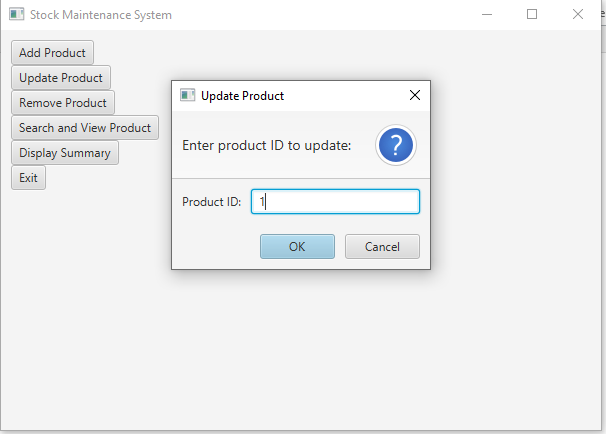 Stock Maintenance System
Add Product
Update Product
Remove Product
Search and View Product
Display Summary
Exit
Update Product
Enter product ID to update:
?
Product ID: 1
OK Cancel